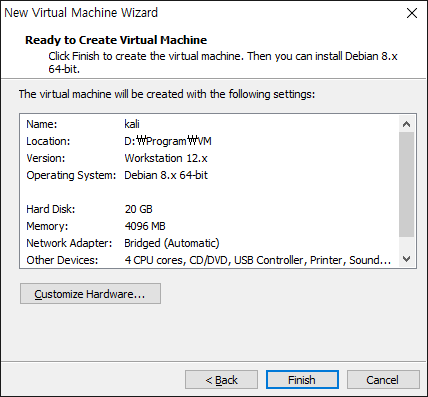 New Virtual Machine Wizard
Ready to Create Virtual Machine
Click Finish to create the virtual machine. Then you can install Debian 8.x
64-bit.
The virtual machine will be created with the following settings:
Name: kali
Location: D:₩Program₩VM
Version: Workstation 12.x
Operating System: Debian 8.x 64-bit
Hard Disk: 20 GB
Memory: 4096 MB
Network Adapter: Bridged (Automatic)
Other Devices: 4 CPU cores, CD/DVD, USB Controller, Printer, Sound...
Customize Hardware...
< Back Finish Cancel